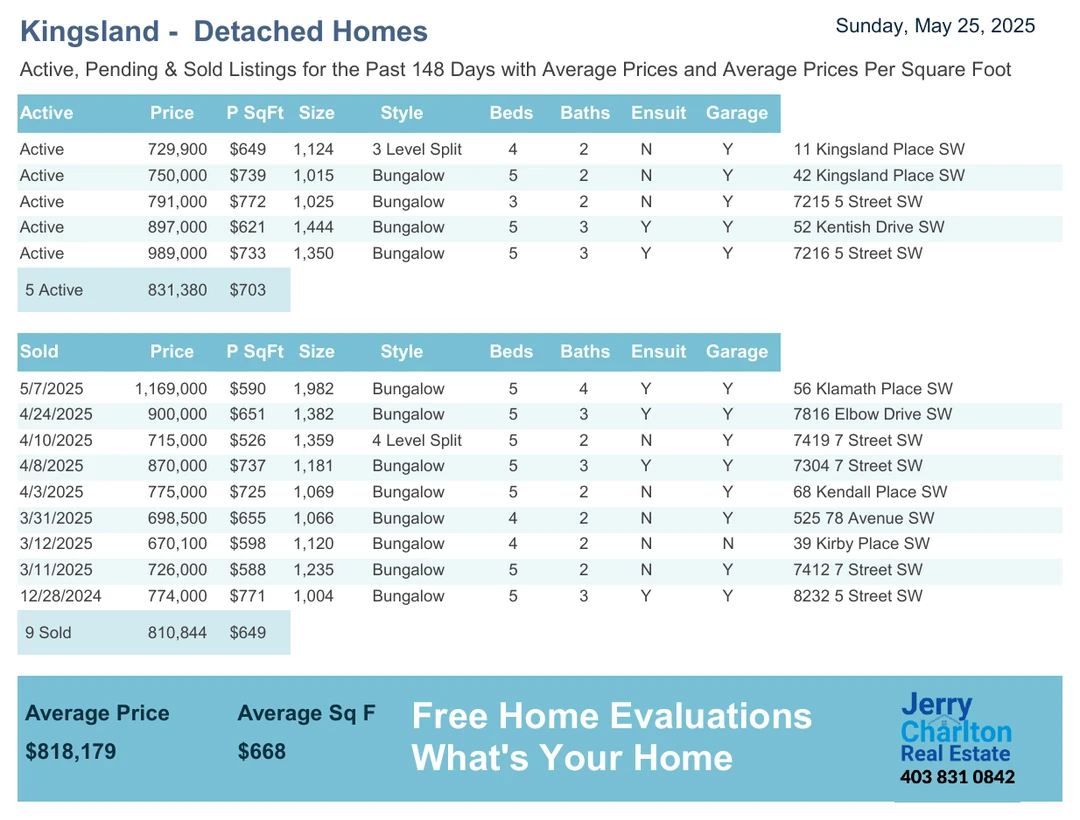 Kingsland - Detached Homes
Sunday, May 25, 2025
Active, Pending & Sold Listings for the Past 148 Days with Average Prices and Average Prices Per Square Foot
Active Price P SqFt Size Style Beds Baths Ensuit Garage
Active 729,900 $649 1,124 3 Level Split 4 2 N Y 11 Kingsland Place SW
Active 750,000 $739 1,015 Bungalow 5 2 N Y 42 Kingsland Place SW
Active 791,000 $772 1,025 Bungalow 3 2 N Y 7215 5 Street SW
Active 897,000 $621 1,444 Bungalow 5 3 Y Y 52 Kentish Drive SW
Active 989,000 $733 1,350 Bungalow 5 3 Y Y 7216 5 Street SW
5 Active 831,380 $703
Sold Price P SqFt Size Style Beds Baths Ensuit Garage
5/7/2025 1,169,000 $590 1,982 Bungalow 5 4 Y Y 56 Klamath Place SW
4/24/2025 900,000 $651 1,382 Bungalow 5 3 Y Y 7816 Elbow Drive SW
4/10/2025 715,000 $526 1,359 4 Level Split 5 2 N Y 7419 7 Street SW
4/8/2025 870,000 $737 1,181 Bungalow 5 3 Y Y 7304 7 Street SW
4/3/2025 775,000 $725 1,069 Bungalow 5 2 N Y 68 Kendall Place SW
3/31/2025 698,500 $655 1,066 Bungalow 4 2 N Y 525 78 Avenue SW
3/12/2025 670,100 $598 1,120 Bungalow 4 2 N N 39 Kirby Place SW
3/11/2025 726,000 $588 1,235 Bungalow 5 2 N Y 7412 7 Street SW
12/28/2024 774,000 $771 1,004 Bungalow 5 3 Y Y 8232 5 Street SW
9 Sold 810,844 $649
Average Price Average Sq F
$818,179 $668
Free Home Evaluations
What's Your Home
Jerry
Charlton
Real Estate
403 831 0842